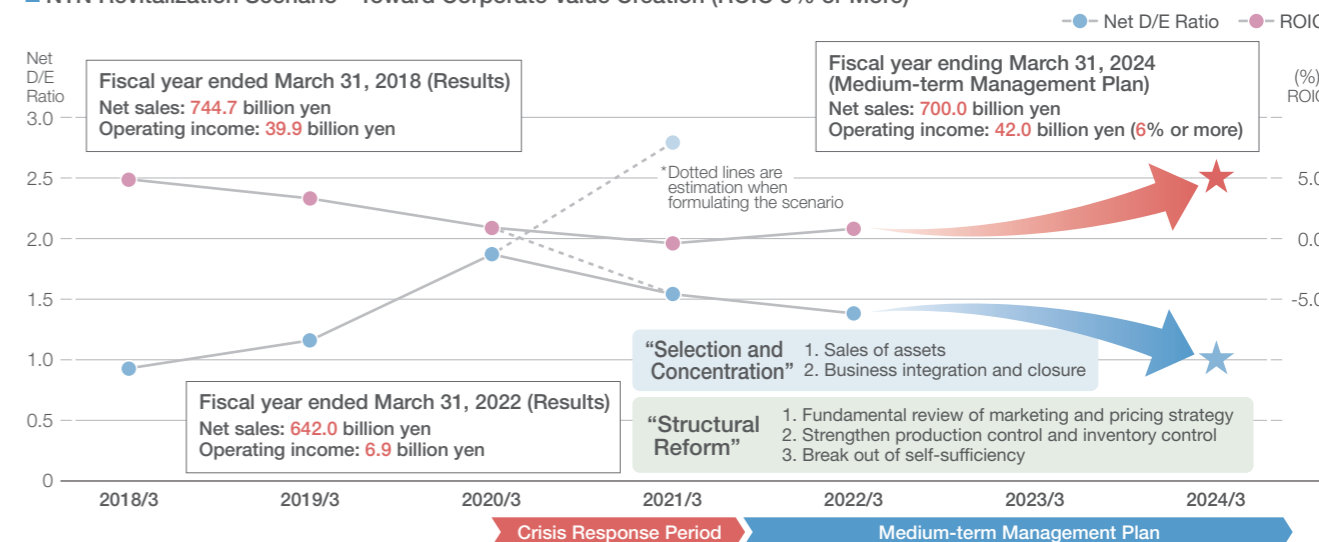 Net D/E Ratio
Net
D/E
Ratio
(%)
3.0
2.5
2.0
1.5
1.0
0.5
0
Fiscal year ended March 31, 2018 (Results)
Net sales: 744.7 billion yen
Operating income: 39.9 billion yen
Fiscal year ending March 31, 2024
(Medium-term Management Plan)
Net sales: 700.0 billion yen
Operating income: 42.0 billion yen (6% or more)
*Dotted lines are
estimation when
formulating the scenario
“Selection and
Concentration”
1. Sales of assets
2. Business integration and closure
“Structural
Reform”
1. Fundamental review of marketing and pricing strategy
2. Strengthen production control and inventory control
3. Break out of self-sufficiency
Fiscal year ended March 31, 2022 (Results)
Net sales: 642.0 billion yen
Operating income: 6.9 billion yen
2018/3
2019/3
2020/3
2021/3
2022/3
2023/3
2024/3
Crisis Response Period
Medium-term Management Plan